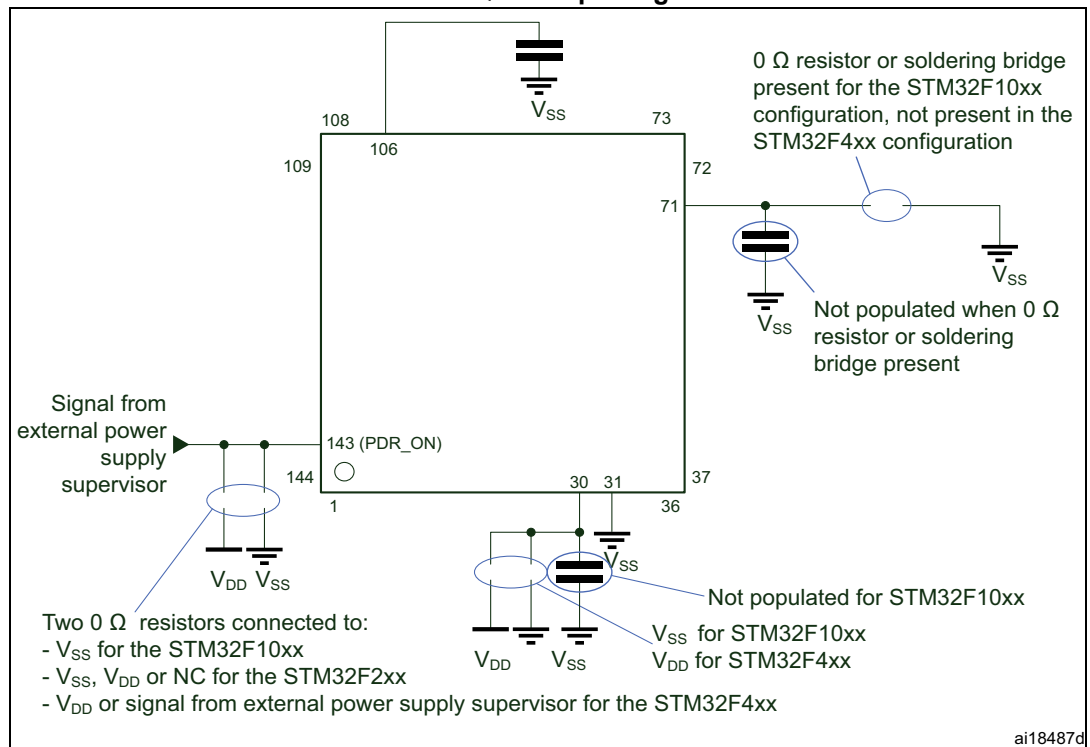 0 Ω resistor or soldering bridge
present for the STM32F10xx
configuration, not present in the
STM32F4xx configuration
VSS
108
73
106
109
72
71
VSS
VSS
Not populated when 0 Ω
resistor or soldering
bridge present
Signal from
external power
supply
supervisor
143 (PDR_ON)
144
1
30
31
36
37
VSS
VDD
VSS
Not populated for STM32F10xx
VSS for STM32F10xx
VDD for STM32F4xx
VDD
VSS
Two 0 Ω resistors connected to:
- VSS for the STM32F10xx
- VSS, VDD or NC for the STM32F2xx
- VDD or signal from external power supply supervisor for the STM32F4xx
ai18487d